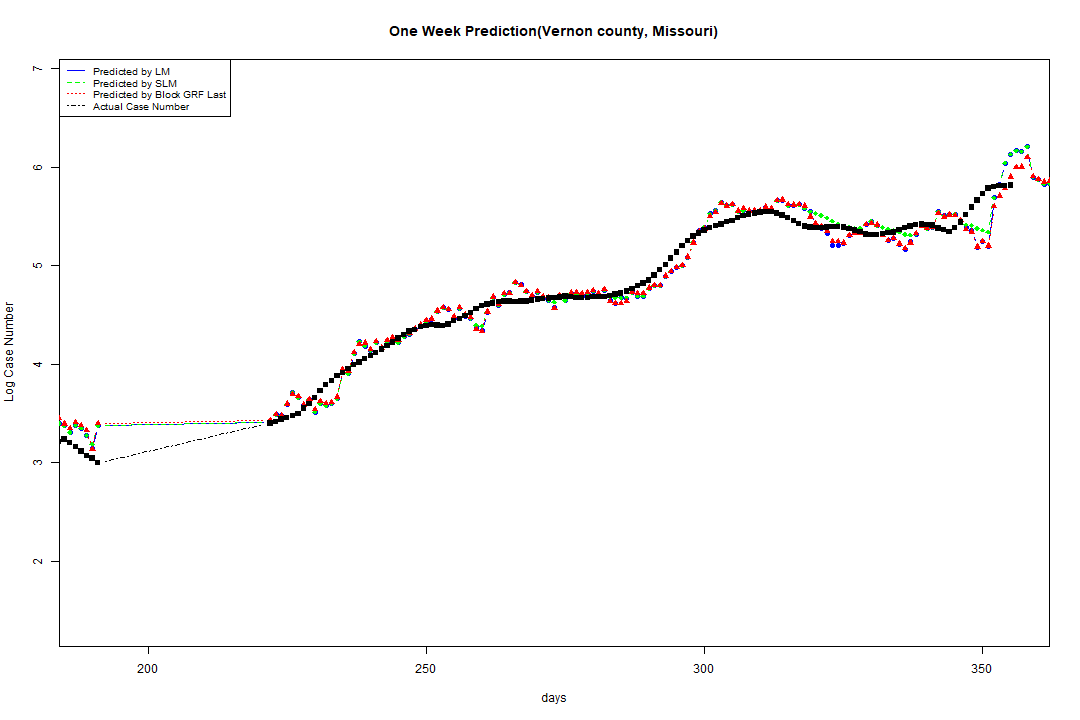 One Week Prediction(Vernon county, Missouri)
Predicted by LM
Predicted by SLM
Predicted by Block GRF Last
Actual Case Number
7
6
5
4
3
2
Log Case Number
200 250 300 350
days